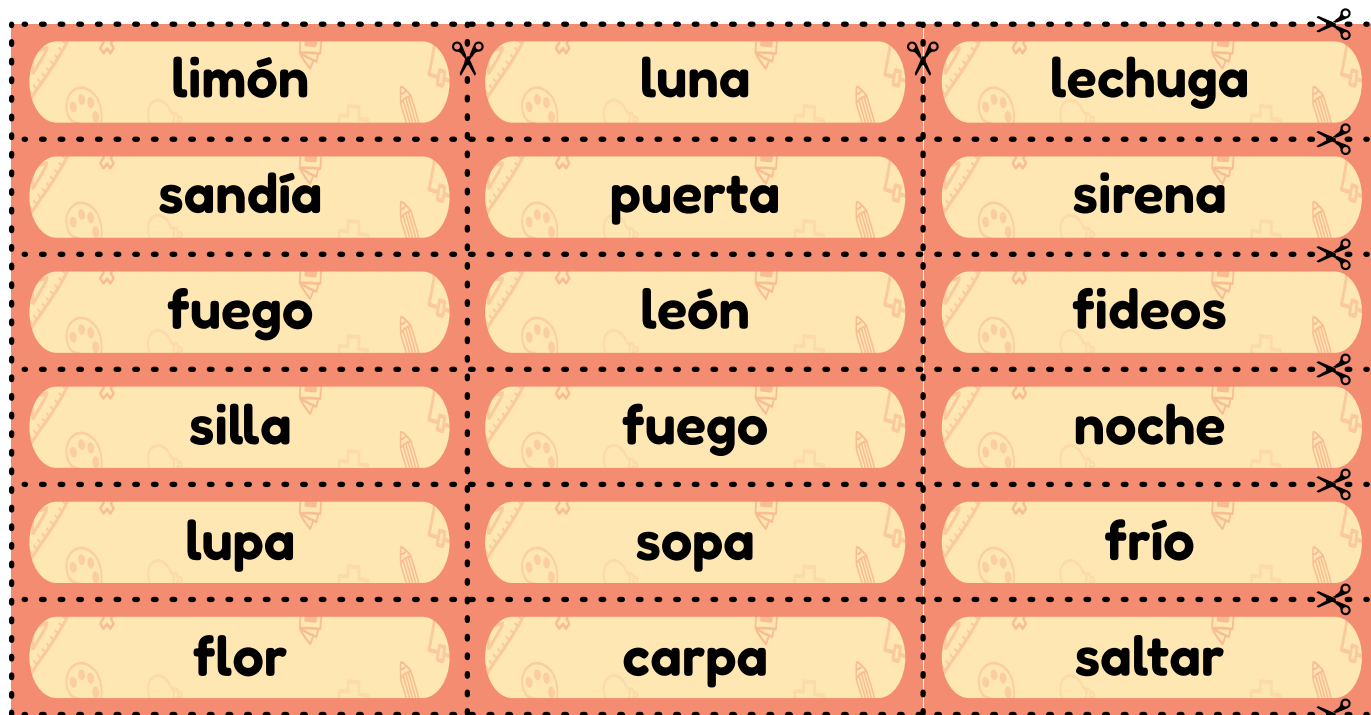 limón luna lechuga
sandía puerta sirena
fuego león fideos
silla fuego noche
lupa sopa frío
flor carpa saltar